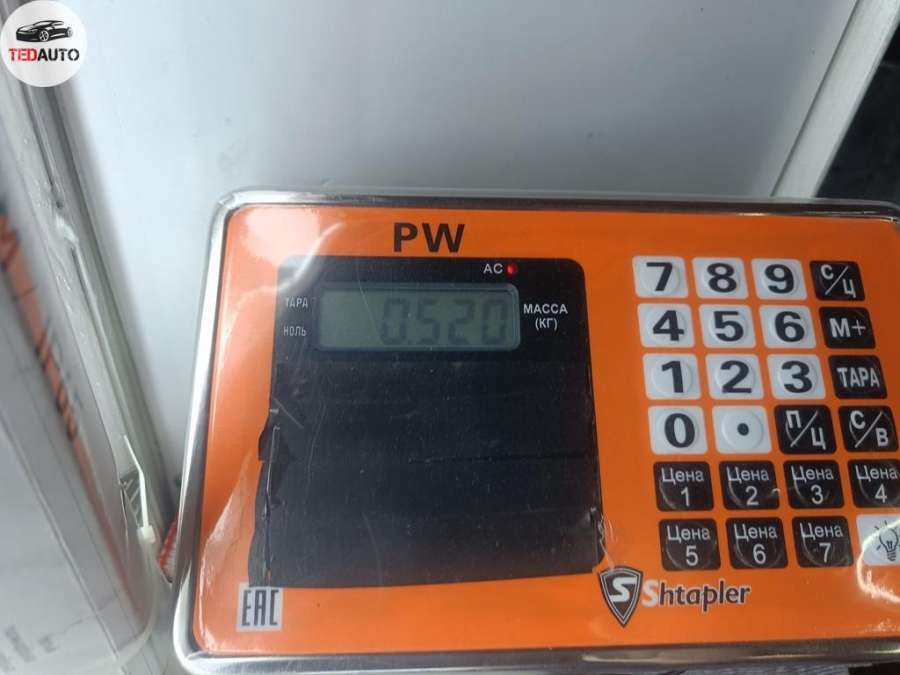 TEDAUTO
PW
AC
ТАРА
НОЛЬ
0.520
МАССА
(КГ)
7 8 9 С/Ц
4 5 6 М+
1 2 3 ТАРА
0 . П/Ц С/В
Цена 1 Цена 2 Цена 3 Цена 4
Цена 5 Цена 6 Цена 7
EAC
S Shtapler